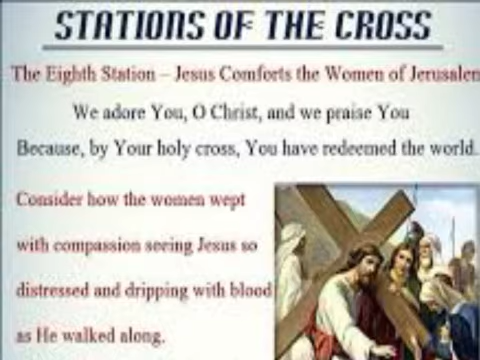 STATIONS OF THE CROSS
The Eighth Station – Jesus Comforts the Women of Jerusalem
We adore You, O Christ, and we praise You
Because, by Your holy cross, You have redeemed the world.
Consider how the women wept
with compassion seeing Jesus so
distressed and dripping with blood
as He walked along.